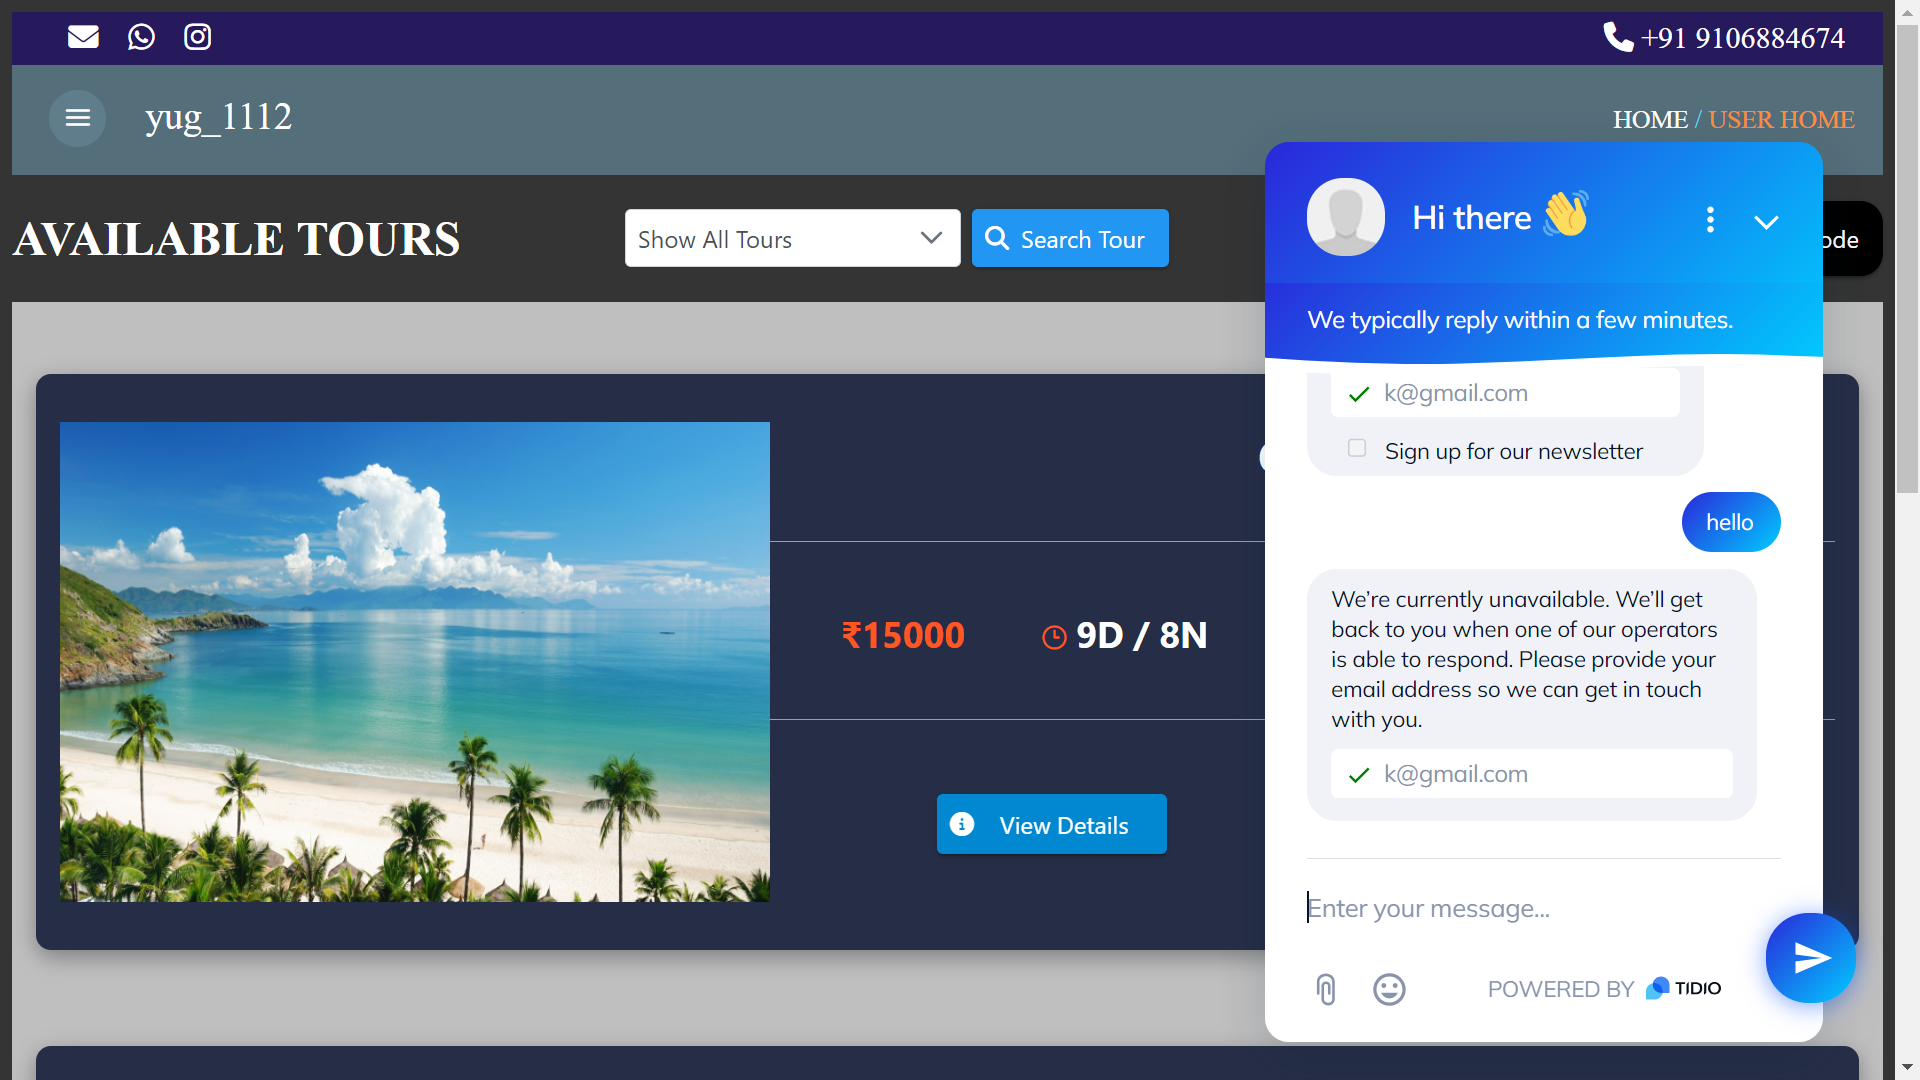 +91 9106884674
yug_1112
HOME / USER HOME
AVAILABLE TOURS
Show All Tours
Search Tour
ode
Hi there 👋
We typically reply within a few minutes.
k@gmail.com
Sign up for our newsletter
hello
We're currently unavailable. We'll get
back to you when one of our operators
is able to respond. Please provide your
email address so we can get in touch
with you.
k@gmail.com
₹15000
9D / 8N
View Details
Enter your message...
POWERED BY TIDIO